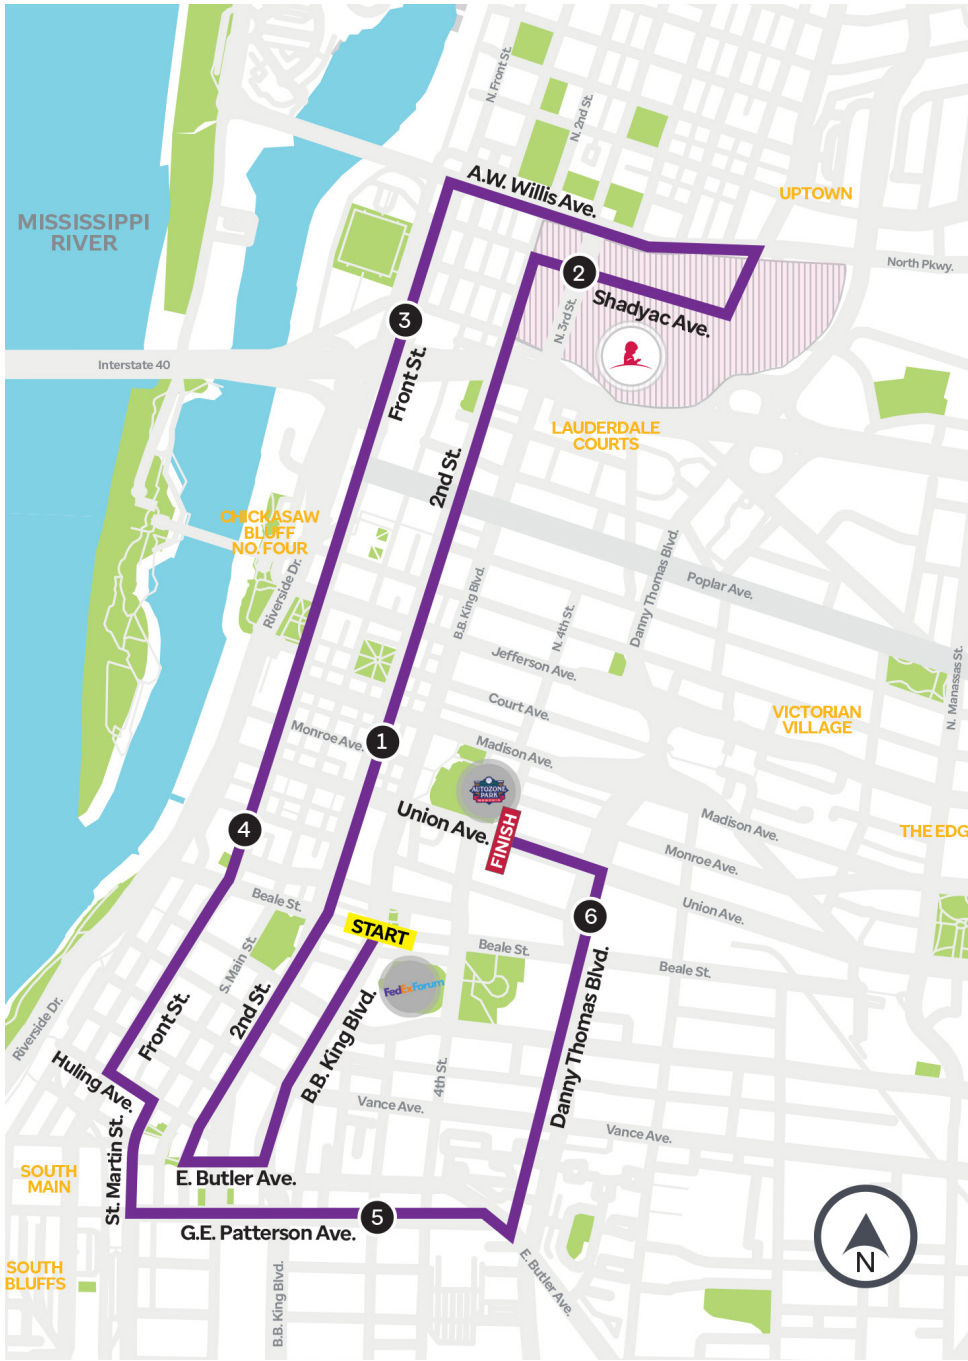 N. Front St.
N. 2nd St.
A.W. Willis Ave.
UPTOWN
MISSISSIPPI
RIVER
North Pkwy.
2
Shadyac Ave.
N. 3rd St.
3
Interstate 40
Front St.
LAUDERDALE
COURTS
2nd St.
CHICKASAW
BLUFF
NO. FOUR
Riverside Dr.
Poplar Ave.
Danny Thomas Blvd.
B.B. King Blvd.
N. 4th St.
Jefferson Ave.
N. Manassas St.
Court Ave.
VICTORIAN
VILLAGE
Monroe Ave.
1
Madison Ave.
AUTOZONE
PARK
Union Ave.
FINISH
4
Madison Ave.
Monroe Ave.
THE EDG
Union Ave.
Beale St.
START
6
Beale St.
Beale St.
S. Main St.
FedExForum
2nd St.
Front St.
B.B. King Blvd.
Danny Thomas Blvd.
Riverside Dr.
Huling Ave.
4th St.
Vance Ave.
Vance Ave.
St. Martin St.
SOUTH
MAIN
E. Butler Ave.
5
G.E. Patterson Ave.
SOUTH
BLUFFS
B.B. King Blvd.
E. Butler Ave.
N